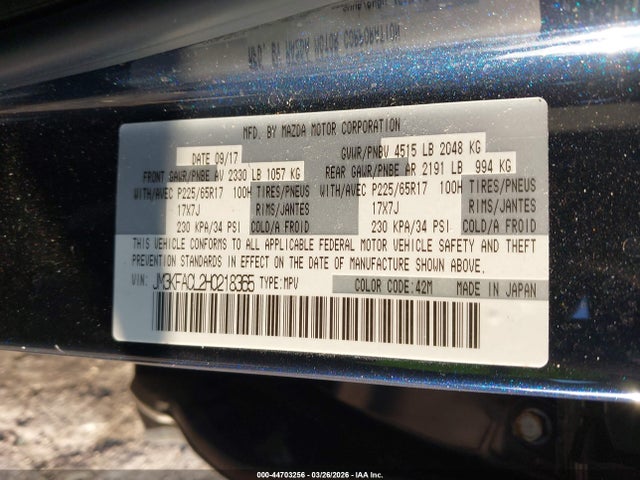 MFD. BY MAZDA MOTOR CORPORATION
DATE 09/17 GVWR/PNBV 4515 LB 2048 KG
FRONT GAWR/PNBE AV 2330 LB 1057 KG REAR GAWR/PNBE AR 2191 LB 994 KG
WITH/AVEC P225/65R17 100H TIRES/PNEUS WITH/AVEC P225/65R17 100H TIRES/PNEUS
17X7J RIMS/JANTES 17X7J RIMS/JANTES
230 KPA/34 PSI COLD/A FROID 230 KPA/34 PSI COLD/A FROID
THIS VEHICLE CONFORMS TO ALL APPLICABLE FEDERAL MOTOR VEHICLE SAFETY AND THEFT
PREVENTION STANDARDS IN EFFECT ON THE DATE OF MANUFACTURE SHOWN ABOVE.
VIN: JM3KFACL2H0218365 TYPE:MPV COLOR CODE:42M MADE IN JAPAN
000-44703256 - 03/26/2026 - IAA Inc.